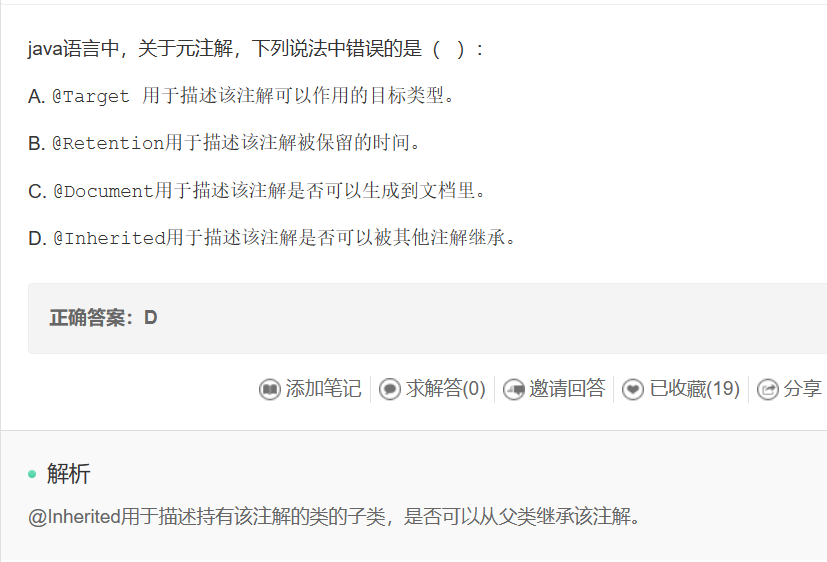 java语言中，关于元注解，下列说法中错误的是（  ）：
A. @Target 用于描述该注解可以作用的目标类型。
B. @Retention用于描述该注解被保留的时间。
C. @Document用于描述该注解是否可以生成到文档里。
D. @Inherited用于描述该注解是否可以被其他注解继承。
正确答案：D
添加笔记 求解答(0) 邀请回答 已收藏(19) 分享
解析
@Inherited用于描述持有该注解的类的子类，是否可以从父类继承该注解。